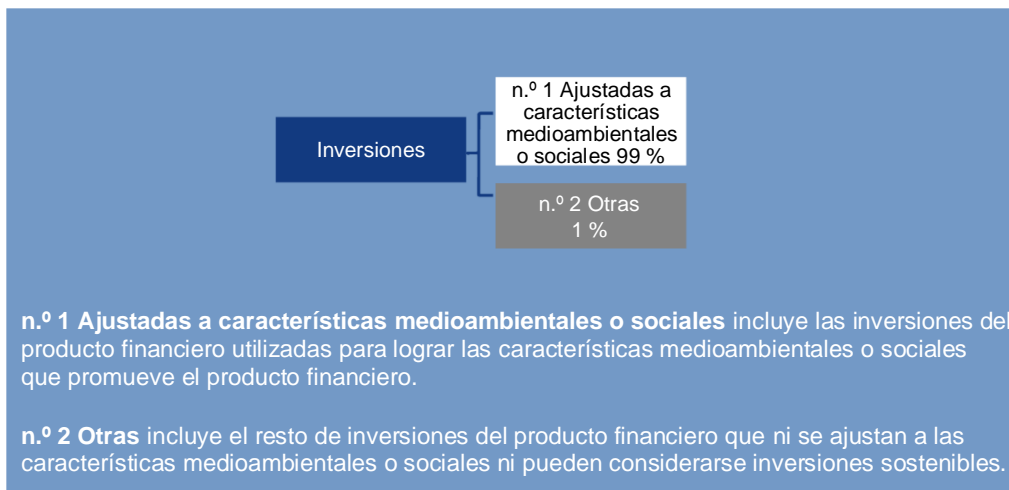 Inversiones
n.º 1 Ajustadas a
características
medioambientales
o sociales 99 %
n.º 2 Otras
1 %
n.º 1 Ajustadas a características medioambientales o sociales incluye las inversiones del
producto financiero utilizadas para lograr las características medioambientales o sociales
que promueve el producto financiero.
n.º 2 Otras incluye el resto de inversiones del producto financiero que ni se ajustan a las
características medioambientales o sociales ni pueden considerarse inversiones sostenibles.